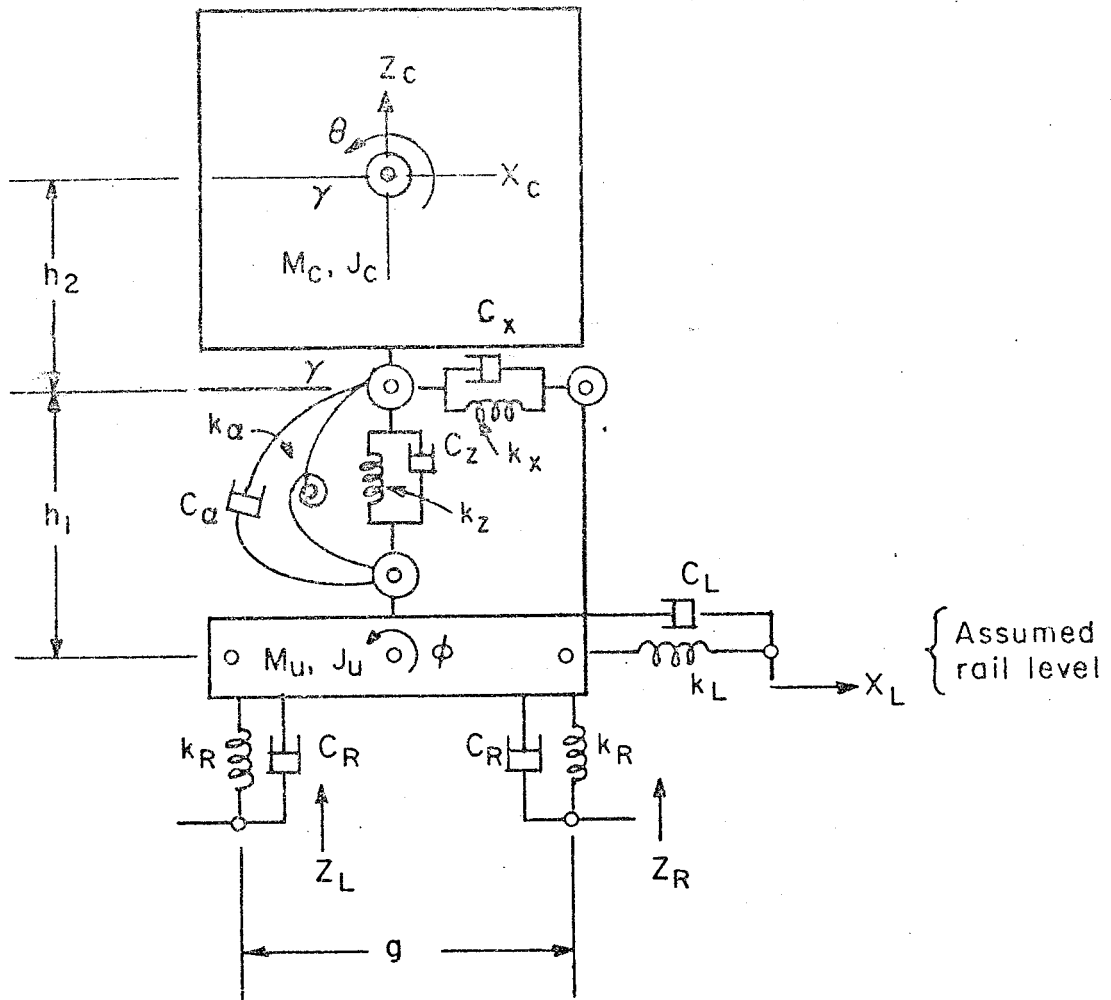 Z_C
θ
γ
X_C
M_C, J_C
h_2
C_X
γ
k_α
C_Z
k_X
C_α
k_Z
h_1
C_L
M_U, J_U
φ
Assumed
rail level
k_L
X_L
k_R
C_R
C_R
k_R
Z_L
Z_R
g